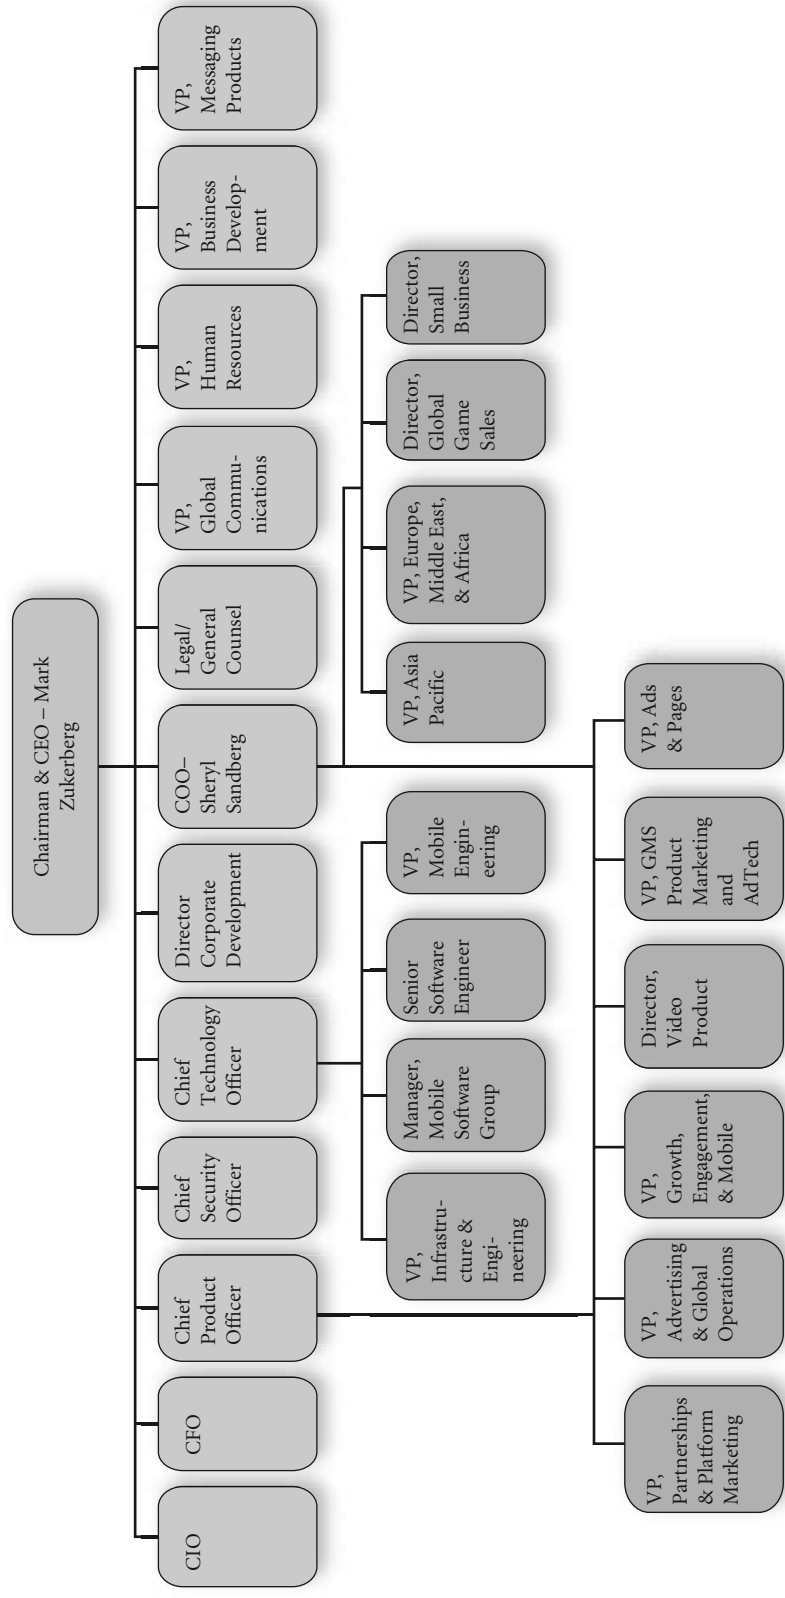 Chairman & CEO – Mark
Zukerberg
CIO
CFO
Chief
Product
Officer
Chief
Security
Officer
Chief
Technology
Officer
Director
Corporate
Development
COO–
Sheryl
Sandberg
Legal/
General
Counsel
VP,
Global
Commu-
nications
VP,
Human
Resources
VP,
Business
Develop-
ment
VP,
Messaging
Products
VP,
Infrastru-
cture &
Engi-
neering
Manager,
Mobile
Software
Group
Senior
Software
Engineer
VP,
Mobile
Engin-
eering
VP, Asia
Pacific
VP, Europe,
Middle East,
& Africa
Director,
Global
Game
Sales
Director,
Small
Business
VP,
Partnerships
& Platform
Marketing
VP,
Advertising
& Global
Operations
VP,
Growth,
Engagement,
& Mobile
Director,
Video
Product
VP, GMS
Product
Marketing
and
AdTech
VP, Ads
& Pages